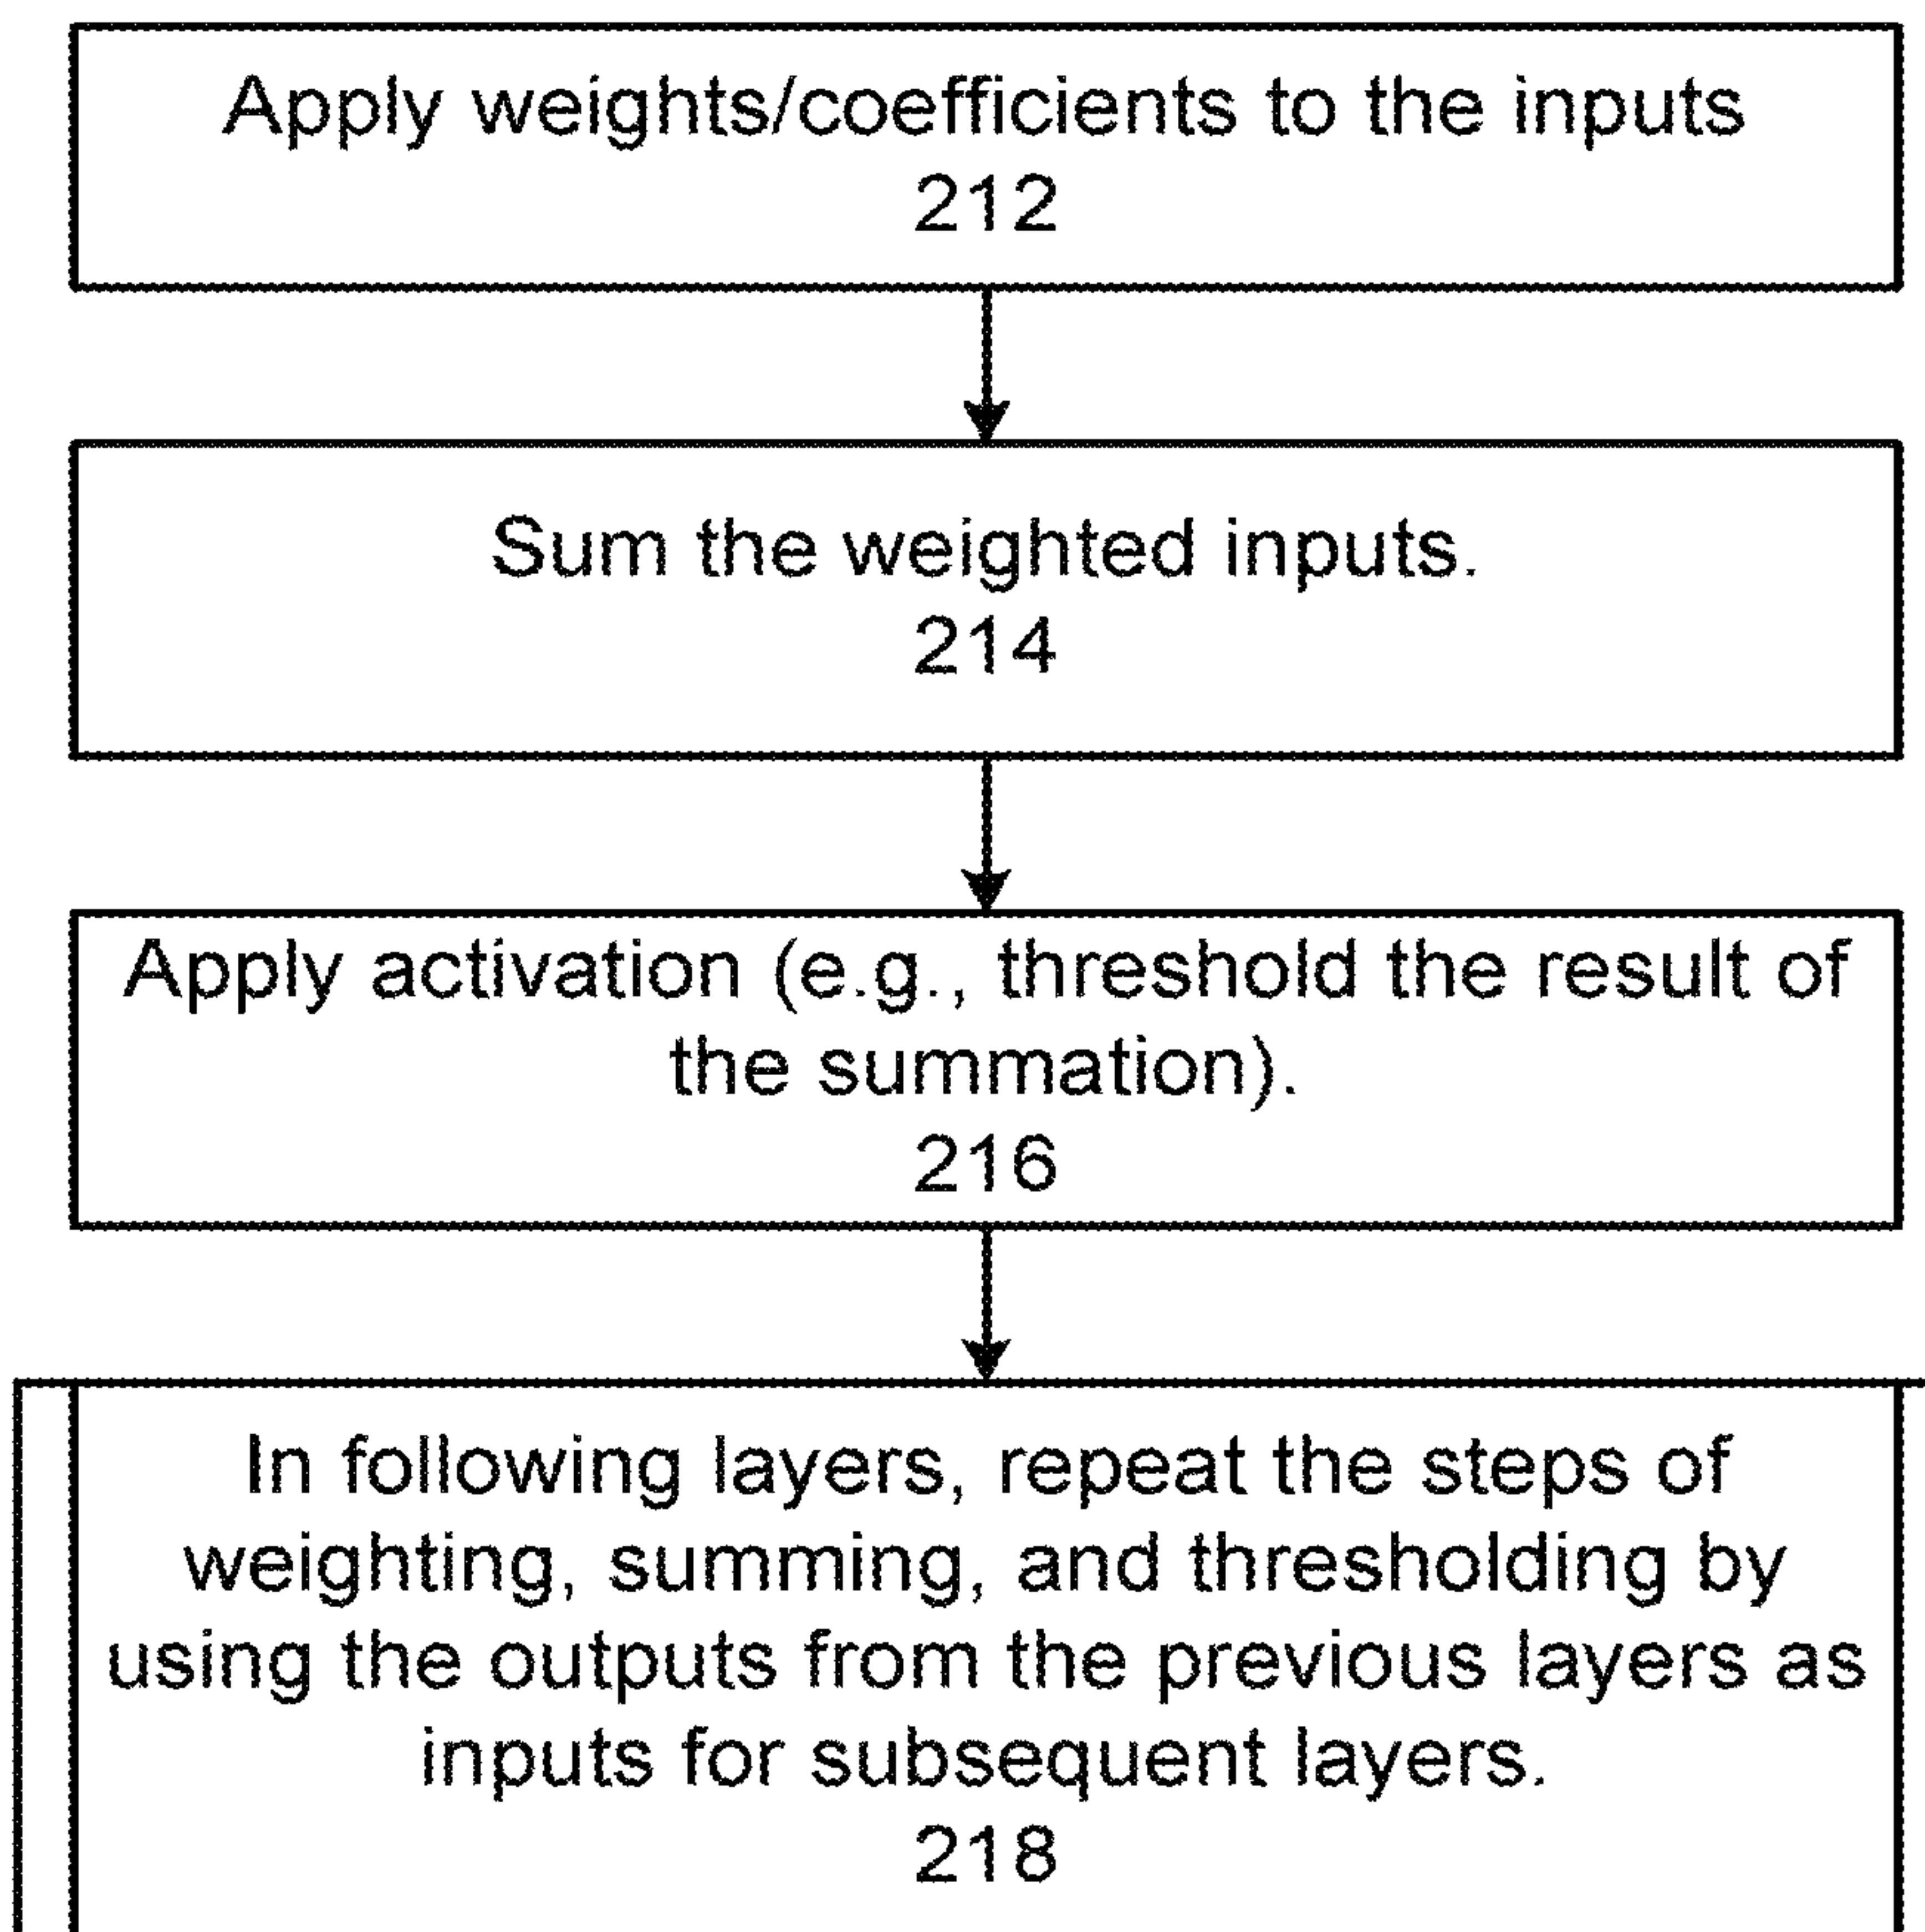 Apply weights/coefficients to the inputs
212
Sum the weighted inputs.
214
Apply activation (e.g., threshold the result of
the summation).
216
In following layers, repeat the steps of
weighting, summing, and thresholding by
using the outputs from the previous layers as
inputs for subsequent layers.
218